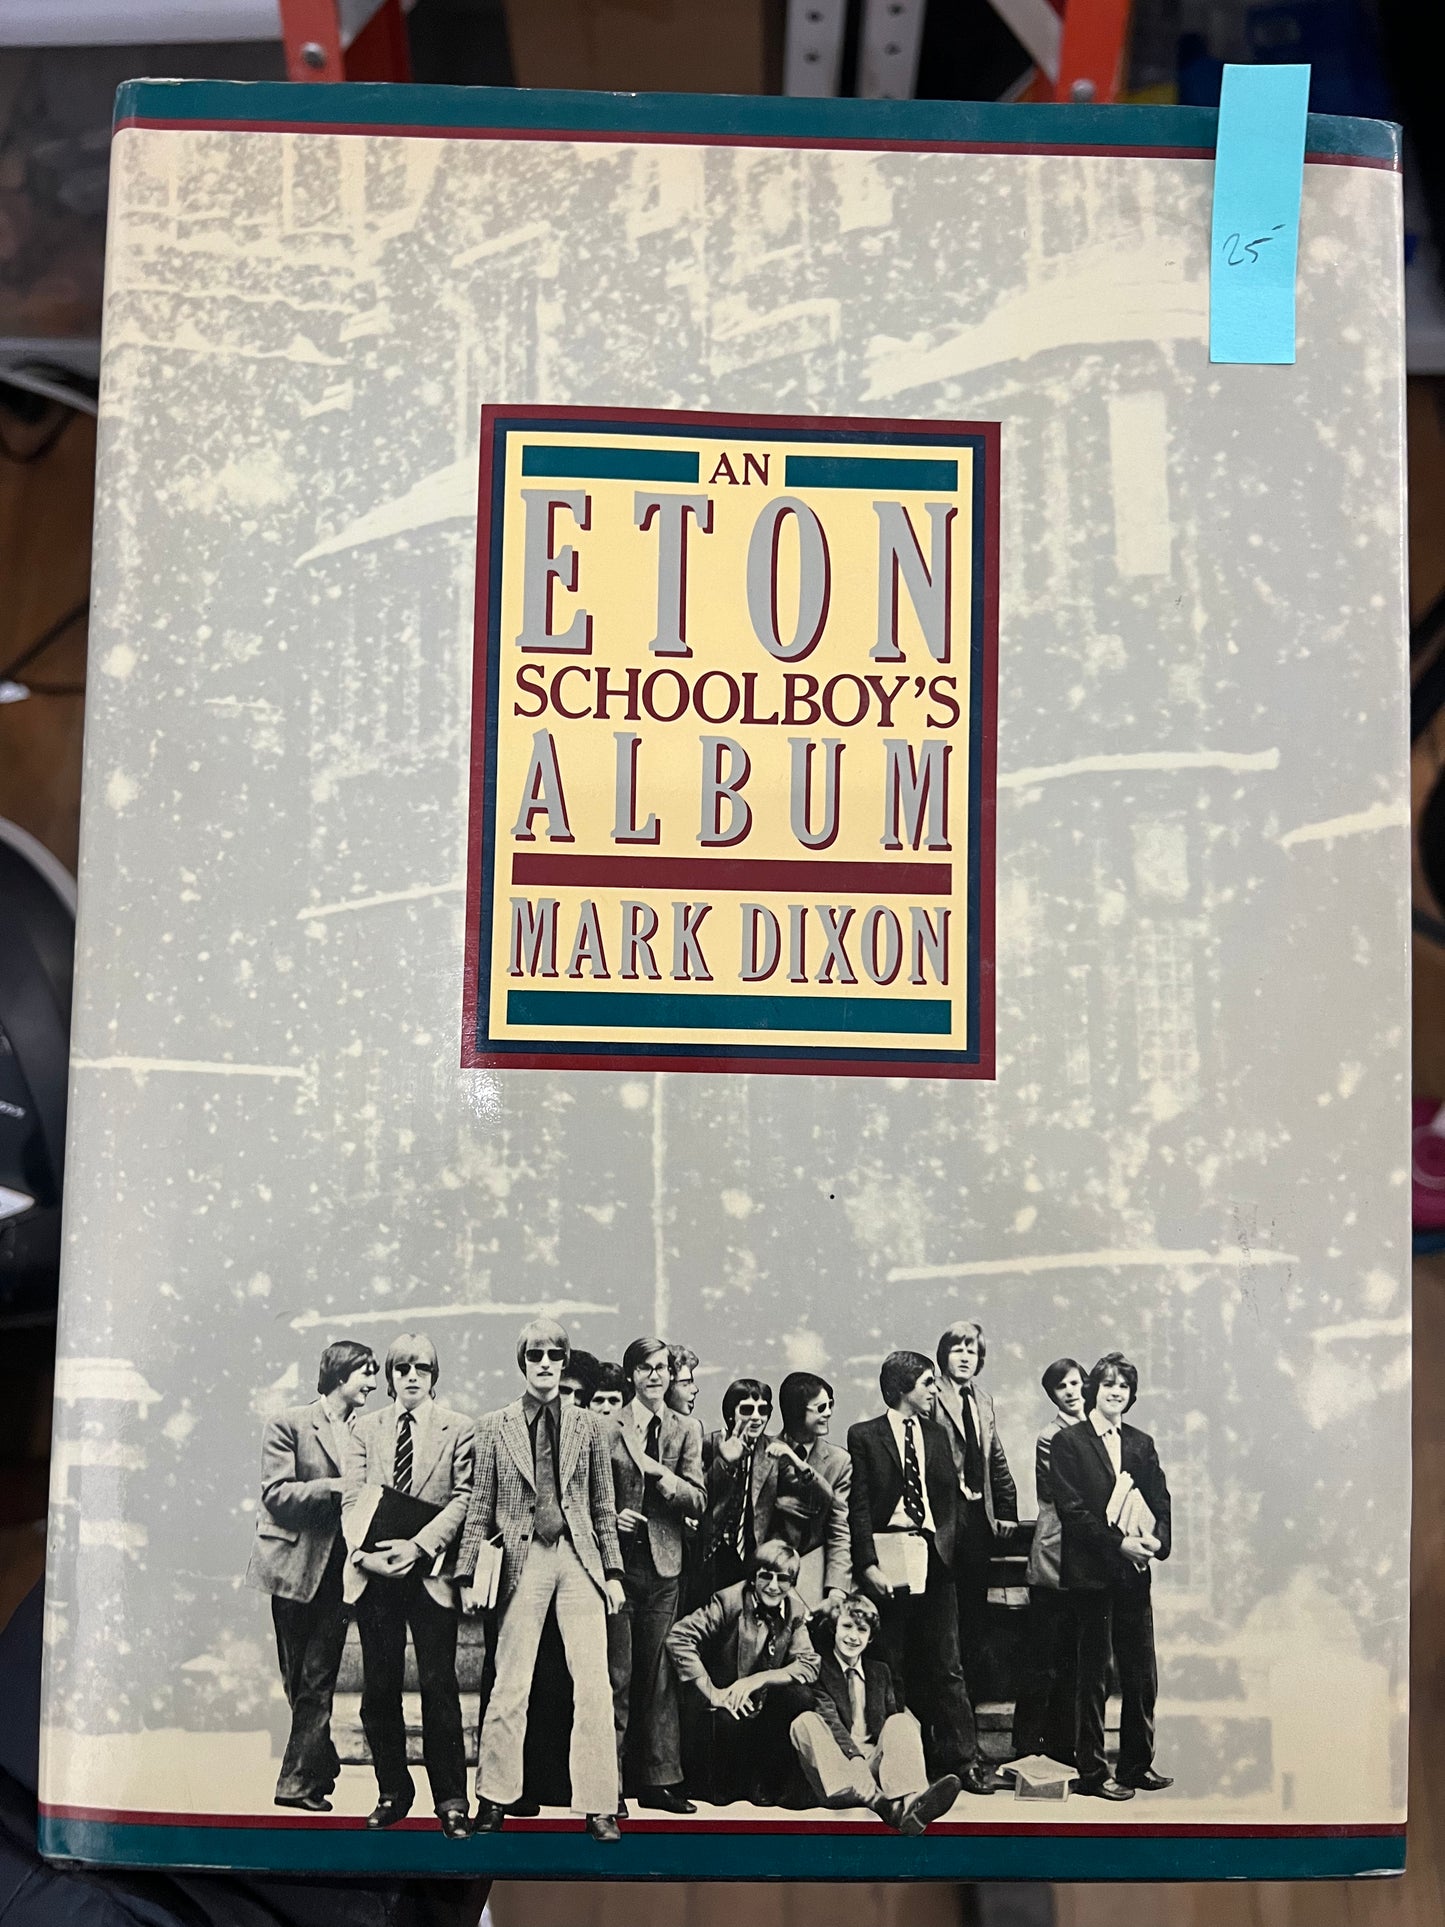 25
AN
ETON
SCHOOLBOY'S
ALBUM
MARK DIXON